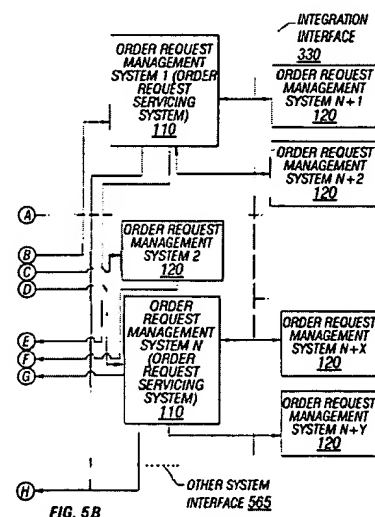 INTEGRATION
INTERFACE
330
ORDER REQUEST
MANAGEMENT
SYSTEM 1 (ORDER
REQUEST
SERVICING
SYSTEM)
110
ORDER REQUEST
MANAGEMENT
SYSTEM N+1
120
ORDER REQUEST
MANAGEMENT
SYSTEM N+2
120
A
B
C
D
ORDER REQUEST
MANAGEMENT
SYSTEM 2
120
E
F
G
ORDER
REQUEST
MANAGEMENT
SYSTEM N
(ORDER
REQUEST
SERVICING
SYSTEM)
110
ORDER REQUEST
MANAGEMENT
SYSTEM N+X
120
ORDER REQUEST
MANAGEMENT
SYSTEM N+Y
120
H
OTHER SYSTEM
INTERFACE 565
FIG. 5B